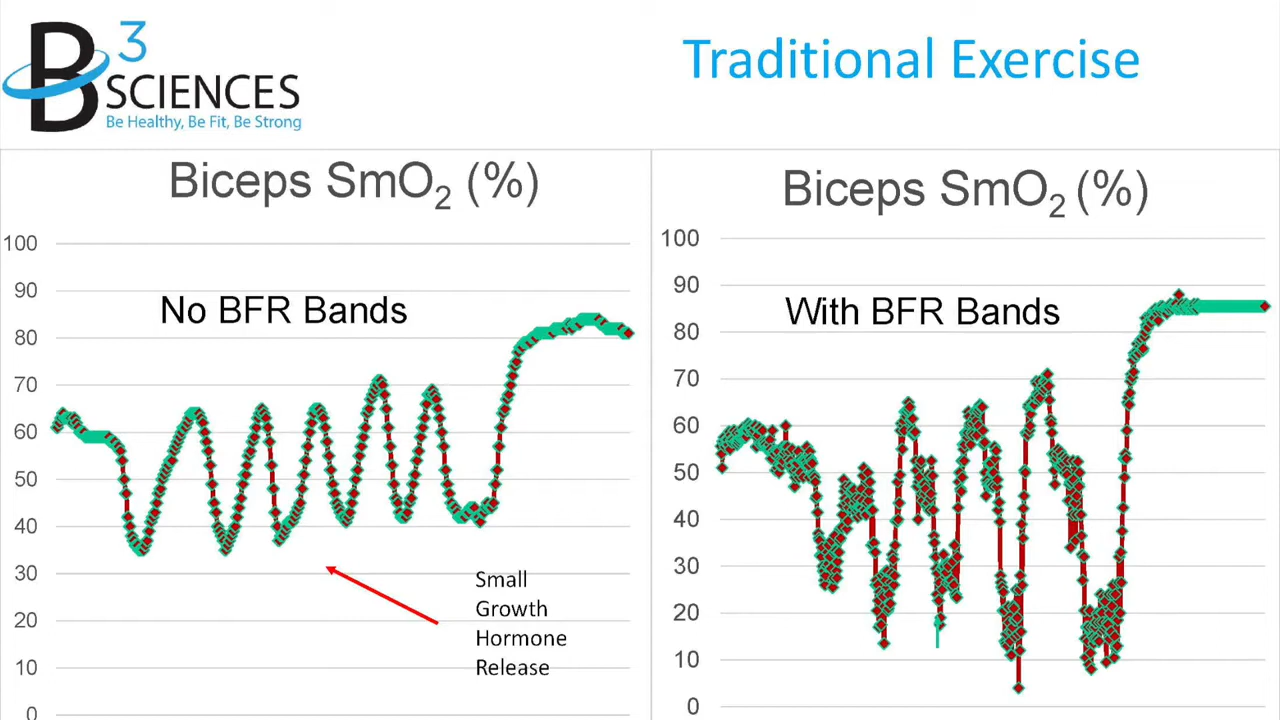 B3 SCIENCES
Be Healthy, Be Fit, Be Strong
Traditional Exercise
Biceps SmO₂ (%)
No BFR Bands
100
90
80
70
60
50
40
30
20
10
0
Small
Growth
Hormone
Release
Biceps SmO₂ (%)
With BFR Bands
100
90
80
70
60
50
40
30
20
10
0